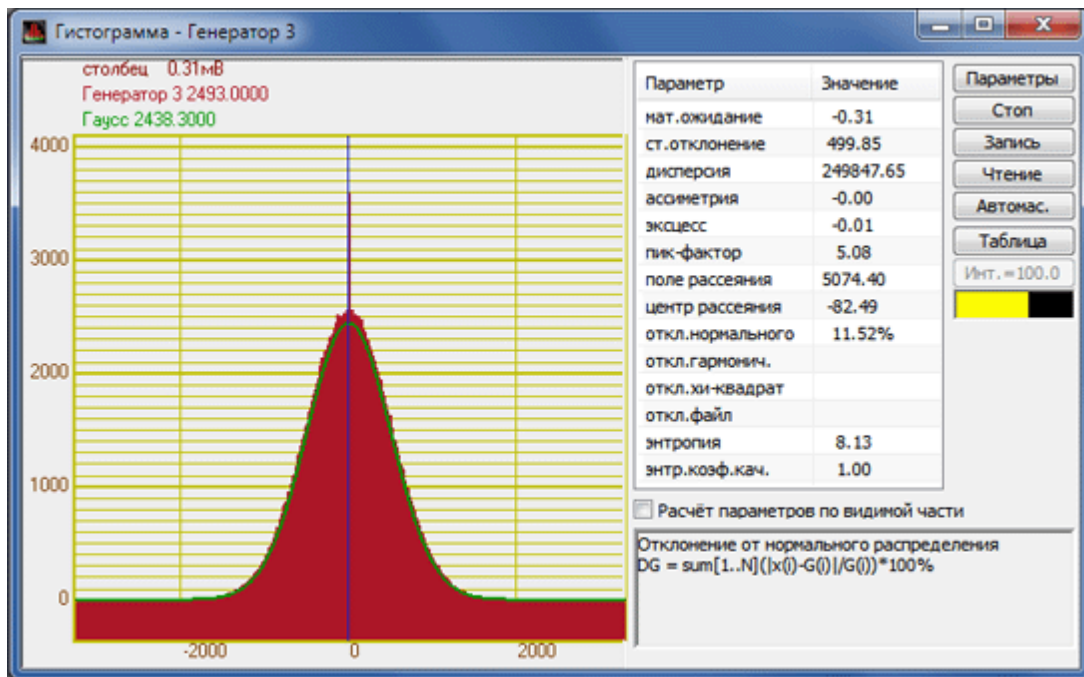 Гистограмма - Генератор 3
столбец 0.31мВ
Генератор 3 2493.0000
Гаусс 2438.3000
4000
3000
2000
1000
0
-2000 0 2000
Параметр Значение
мат.ожидание -0.31
ст.отклонение 499.85
дисперсия 249847.65
ассиметрия -0.00
эксцесс -0.01
пик-фактор 5.08
поле рассеяния 5074.40
центр рассеяния -82.49
откл.нормального 11.52%
откл.гармонич.
откл.хи-квадрат
откл.файл
энтропия 8.13
энтр.коэф.кач. 1.00
Расчёт параметров по видимой части
Отклонение от нормального распределения
DG = sum[1..N](|x(i)-G(i)|/G(i))*100%
Параметры
Стоп
Запись
Чтение
Автомас.
Таблица
Инт.=100.0